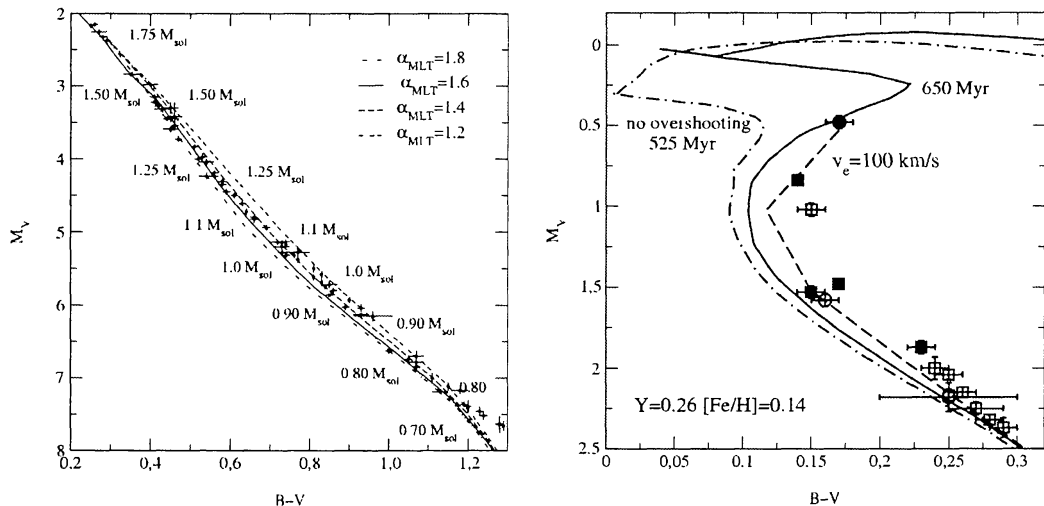 2
3
4
5
6
7
8
M_V
0.2
0,4
0,6
0,8
1,0
1,2
B-V
1.75 M_sol
1.50 M_sol
1.50 M_sol
1.25 M_sol
1.25 M_sol
1.1 M_sol
1.1 M_sol
1.0 M_sol
1.0 M_sol
0.90 M_sol
0.90 M_sol
0.80 M_sol
0.80
0.70 M_sol
α_MLT=1.8
α_MLT=1.6
α_MLT=1.4
α_MLT=1.2
0
0.5
1.0
1.5
2.0
2.5
M_V
0
0,05
0.1
0.15
0,2
0,25
0.3
B-V
650 Myr
no overshooting
525 Myr
v_e=100 km/s
Y=0.26 [Fe/H]=0.14